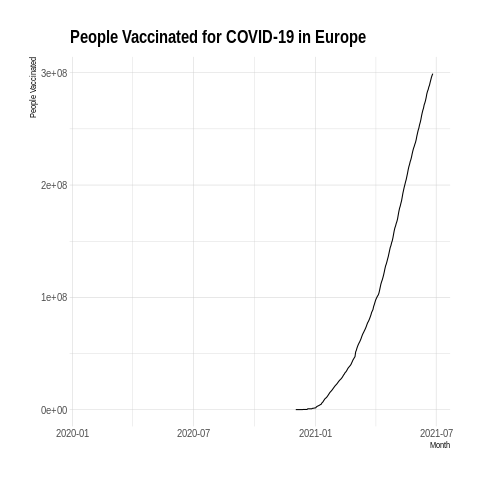 People Vaccinated for COVID-19 in Europe
People Vaccinated
3e+08
2e+08
1e+08
0e+00
2020-01
2020-07
2021-01
2021-07
Month